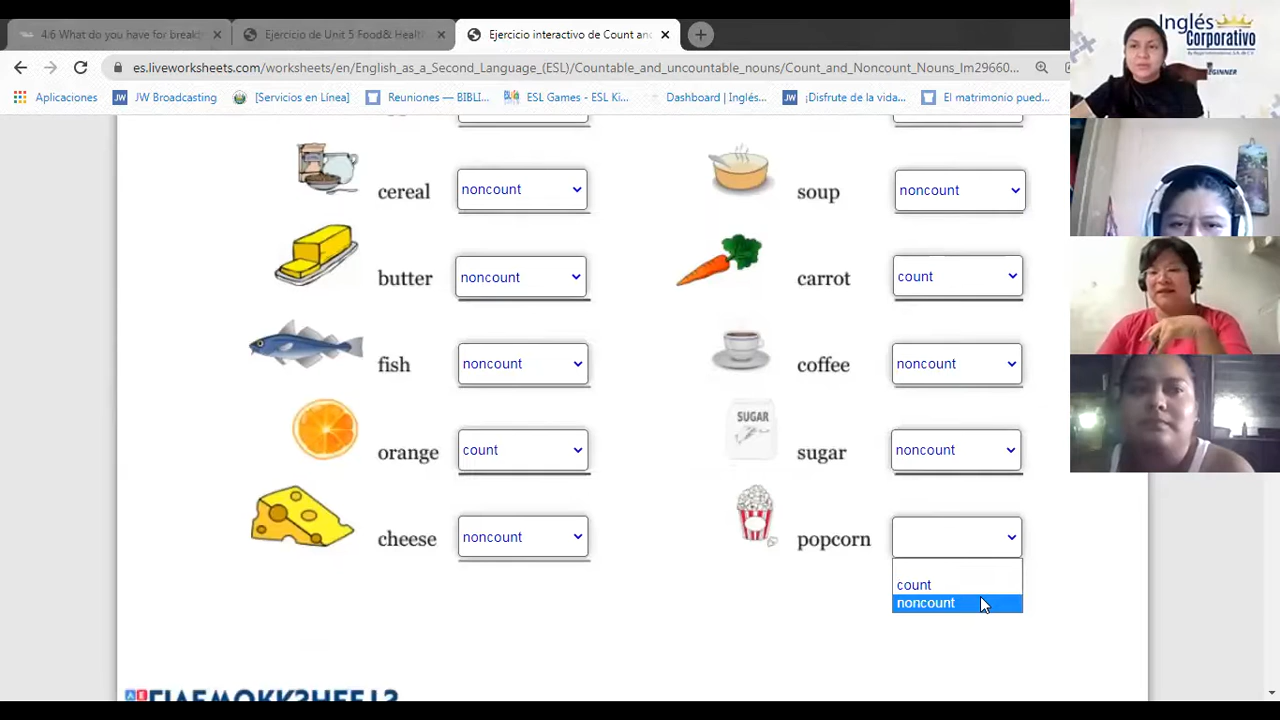 4/6 What do you have for break
Ejercicio de Unit 5 Food& Healt
Ejercicio interactivo de Count an
es.liveworksheets.com/worksheets/en/English_as_a_Second_Language_(ESL)/Countable_and_uncountable_nouns/Count_and_Noncount_Nouns_lm29660...
Aplicaciones
JW Broadcasting
[Servicios en Línea]
Reuniones — BIBLI...
ESL Games - ESL Ki...
Dashboard | Inglés...
¡Disfrute de la vida...
El matrimonio pued...
Inglés
Corporativo
cereal noncount
soup noncount
butter noncount
carrot count
fish noncount
coffee noncount
orange count
SUGAR
sugar noncount
cheese noncount
popcorn
count
noncount